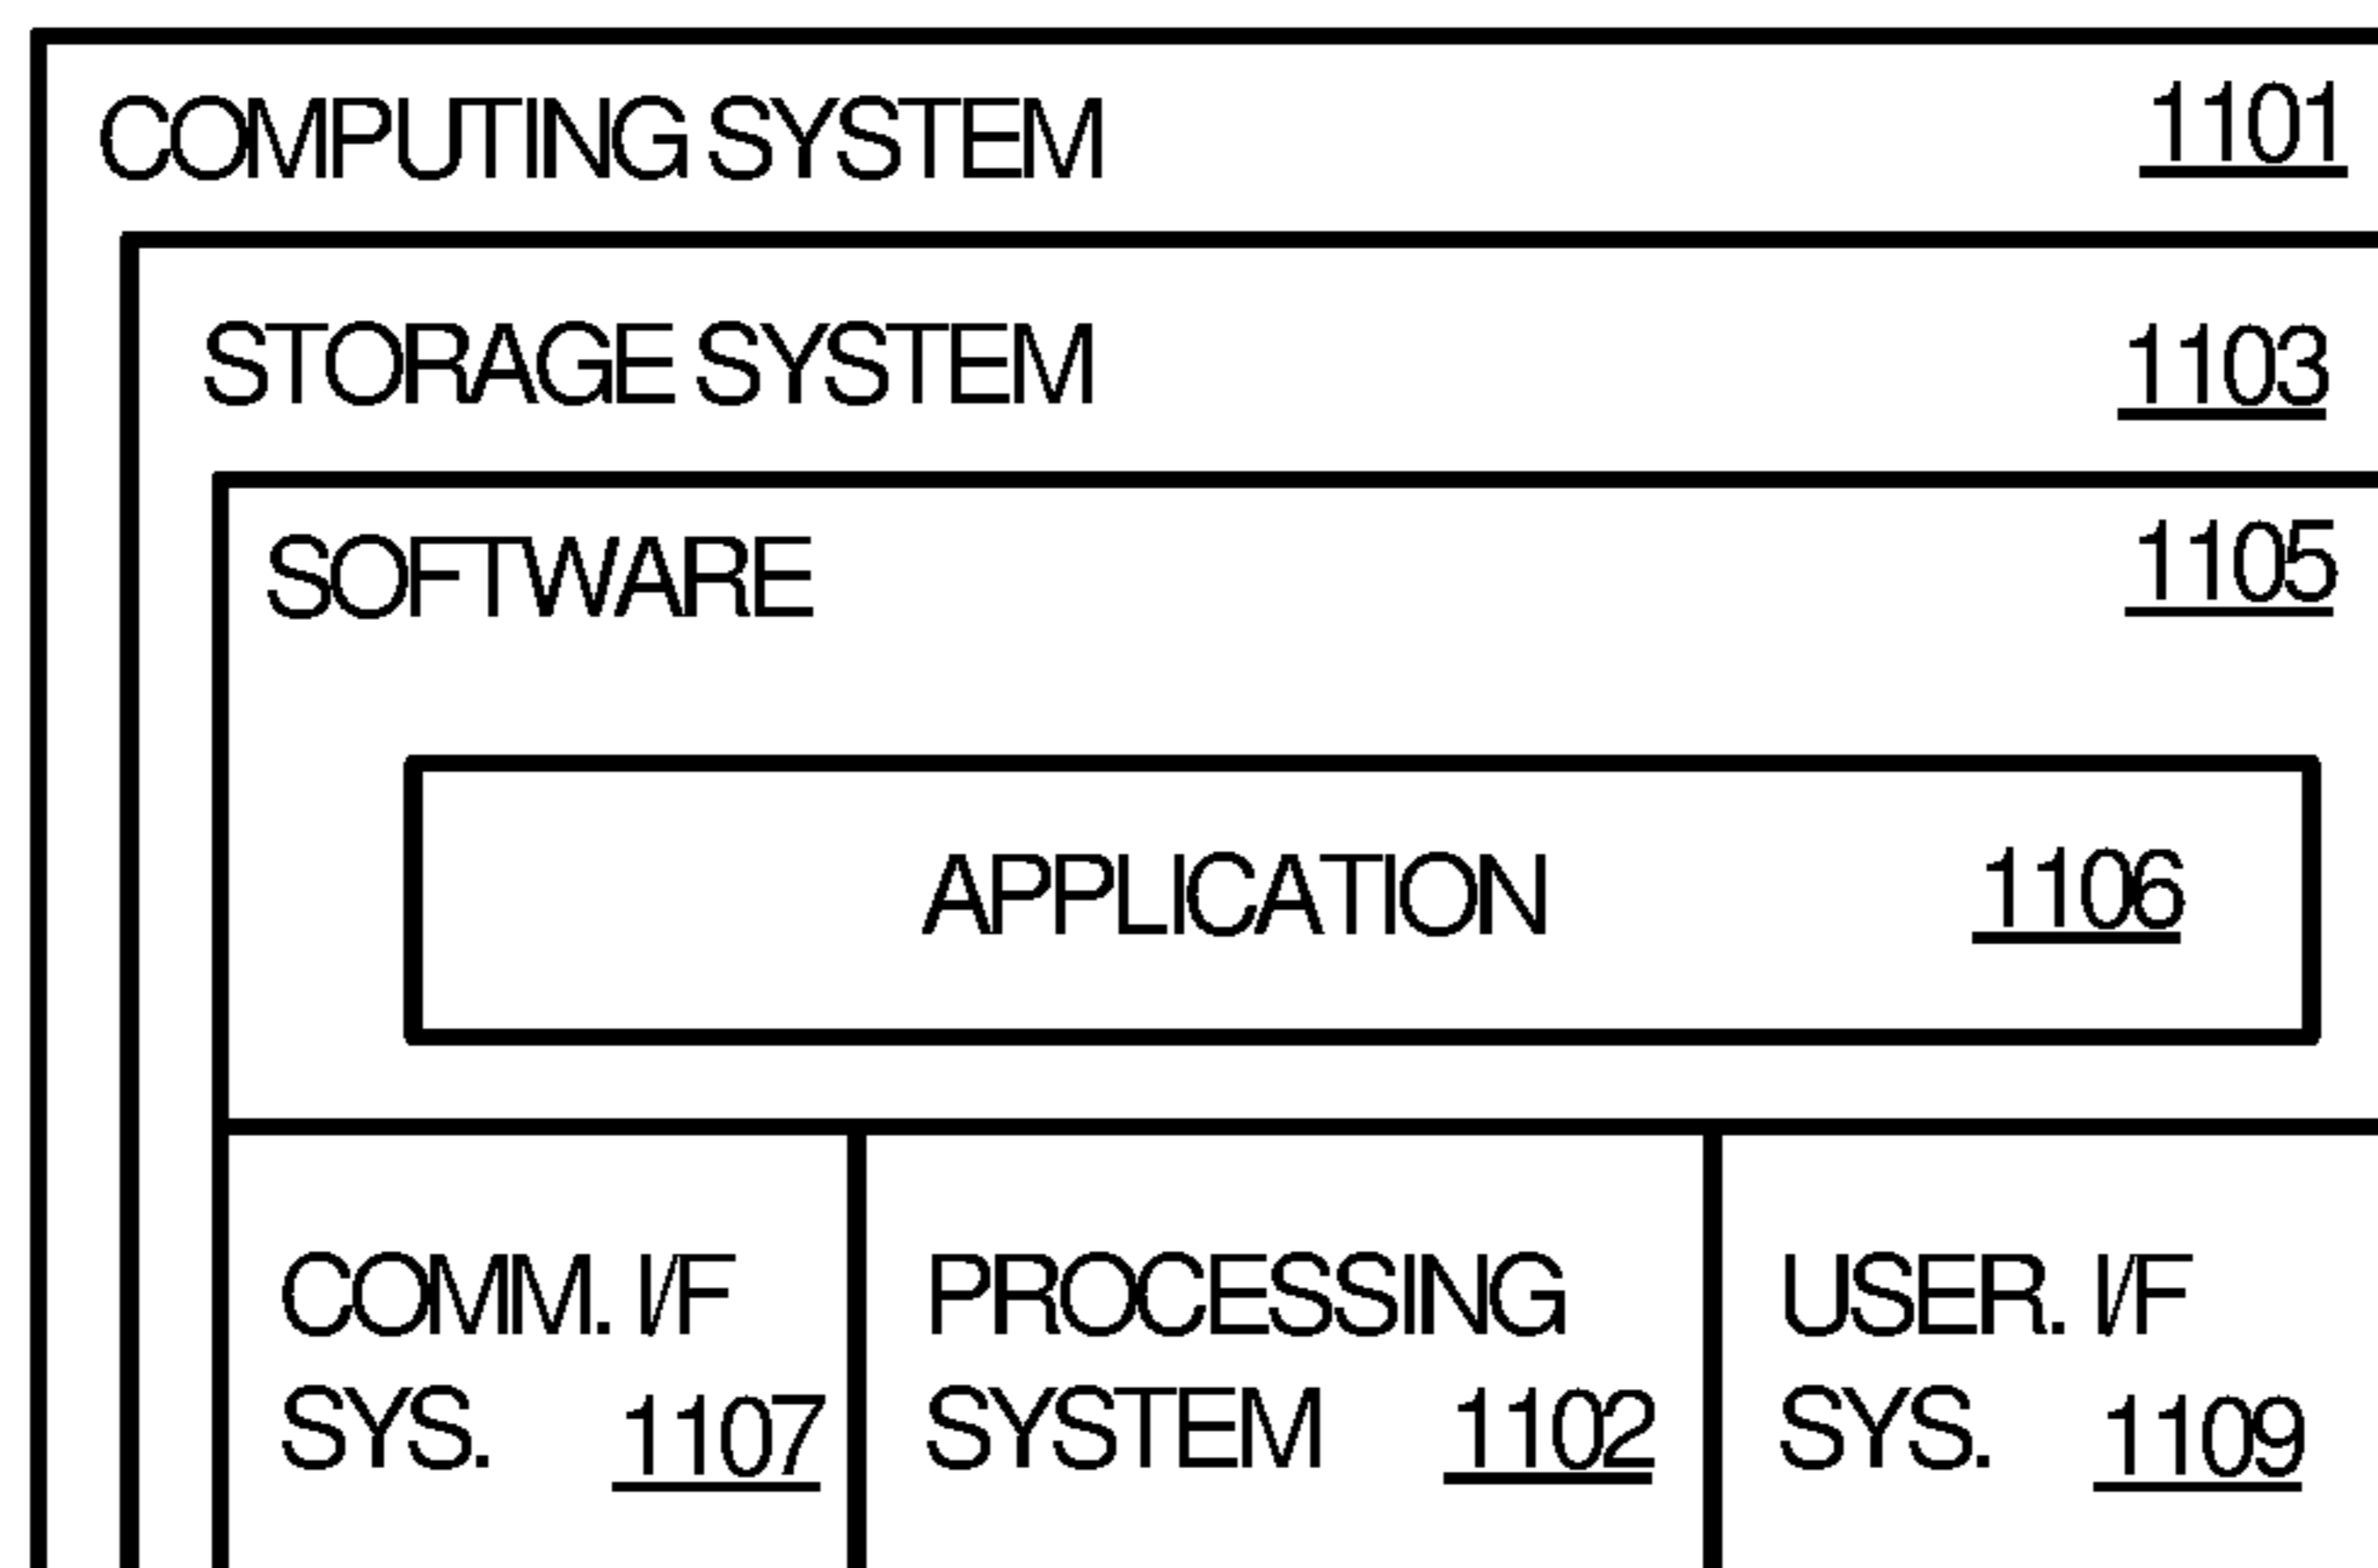 COMPUTING SYSTEM 1101
STORAGE SYSTEM 1103
SOFTWARE 1105
APPLICATION 1106
COMM. I/F
SYS. 1107
PROCESSING
SYSTEM 1102
USER. I/F
SYS. 1109